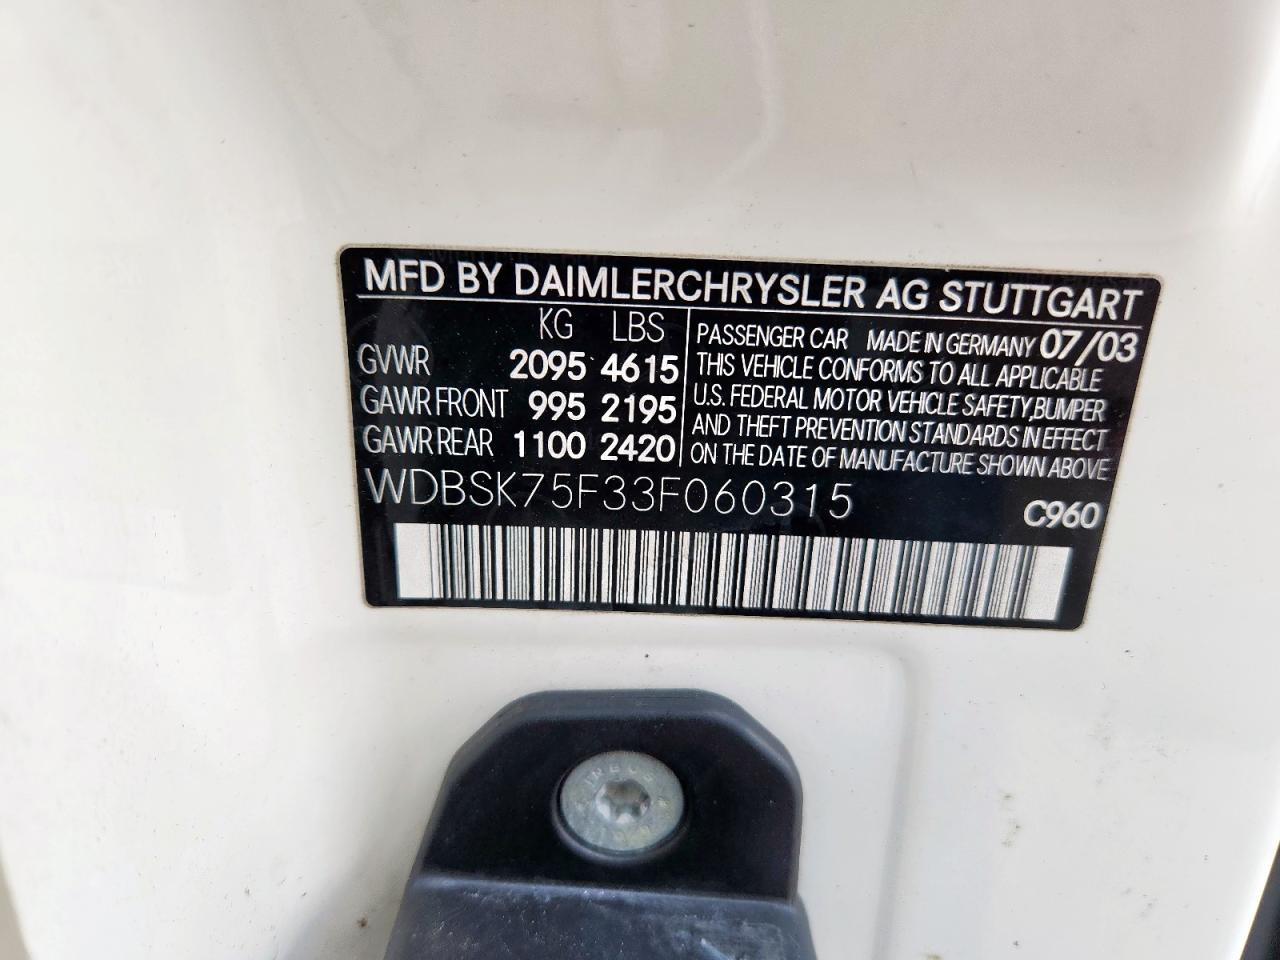 MFD BY DAIMLERCHRYSLER AG STUTTGART
KG LBS
GVWR 2095 4615
GAWR FRONT 995 2195
GAWR REAR 1100 2420
PASSENGER CAR MADE IN GERMANY 07/03
THIS VEHICLE CONFORMS TO ALL APPLICABLE
U.S. FEDERAL MOTOR VEHICLE SAFETY,BUMPER
AND THEFT PREVENTION STANDARDS IN EFFECT
ON THE DATE OF MANUFACTURE SHOWN ABOVE
WDBSK75F33F060315
C960
INBUS